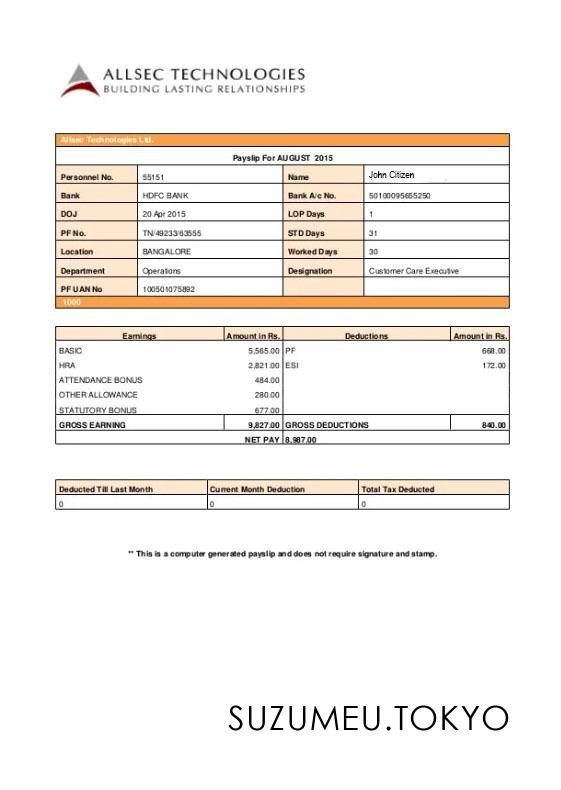 ALLSEC TECHNOLOGIES
BUILDING LASTING RELATIONSHIPS
Allsec Technologies Ltd.
Payslip For AUGUST 2015
Personnel No. 55151 Name John Citizen
Bank HDFC BANK Bank A/c No. 50100095655250
DOJ 20 Apr 2015 LOP Days 1
PF No. TN/49233/63555 STD Days 31
Location BANGALORE Worked Days 30
Department Operations Designation Customer Care Executive
PF UAN No 100501075892
1000
Earnings Amount in Rs. Deductions Amount in Rs.
BASIC 5,565.00 PF 668.00
HRA 2,821.00 ESI 172.00
ATTENDANCE BONUS 484.00
OTHER ALLOWANCE 280.00
STATUTORY BONUS 677.00
GROSS EARNING 9,827.00 GROSS DEDUCTIONS 840.00
NET PAY 8,987.00
Deducted Till Last Month Current Month Deduction Total Tax Deducted
0 0 0
** This is a computer generated payslip and does not require signature and stamp.
SUZUMEU.TOKYO